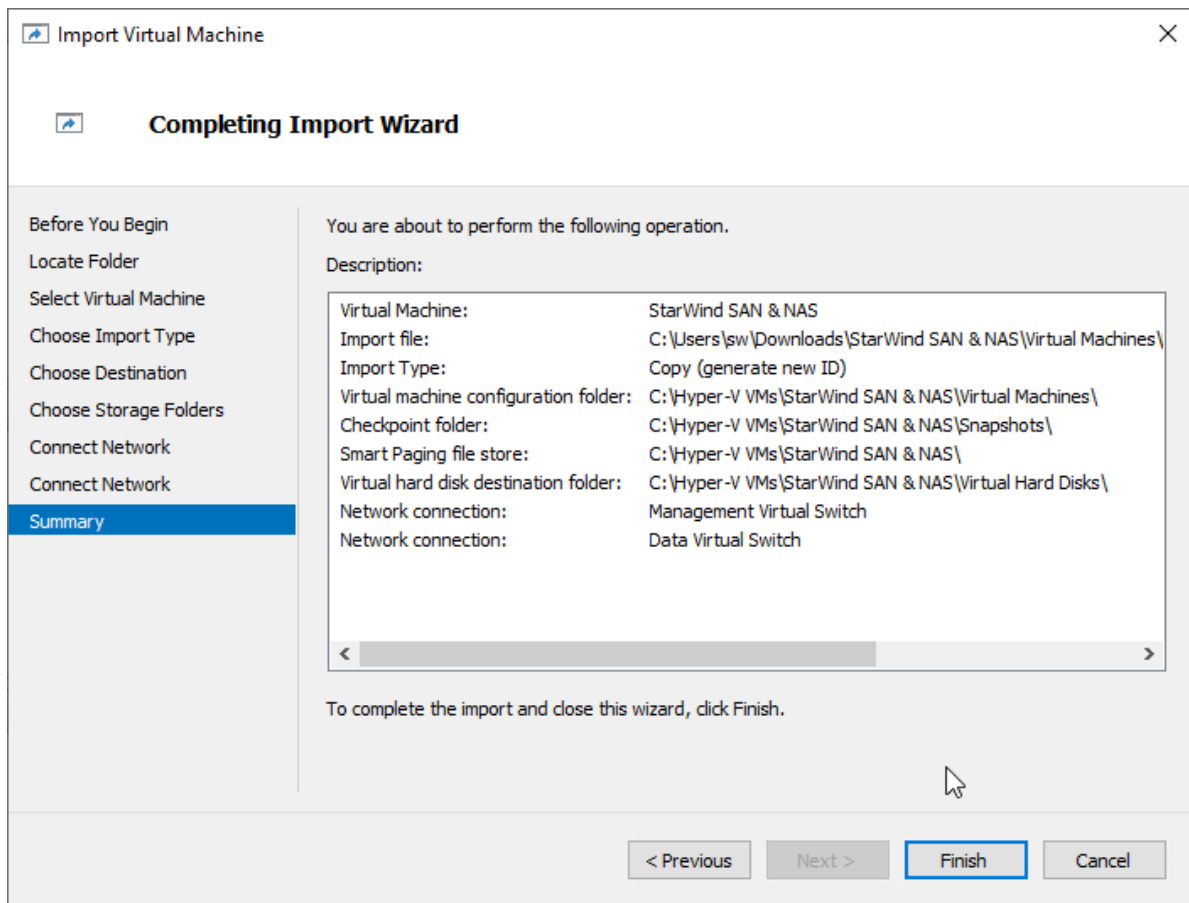 Import Virtual Machine
Completing Import Wizard
Before You Begin
Locate Folder
Select Virtual Machine
Choose Import Type
Choose Destination
Choose Storage Folders
Connect Network
Connect Network
Summary
You are about to perform the following operation.
Description:
Virtual Machine: StarWind SAN & NAS
Import file: C:\Users\sw\Downloads\StarWind SAN & NAS\Virtual Machines\
Import Type: Copy (generate new ID)
Virtual machine configuration folder: C:\Hyper-V VMs\StarWind SAN & NAS\Virtual Machines\
Checkpoint folder: C:\Hyper-V VMs\StarWind SAN & NAS\Snapshots\
Smart Paging file store: C:\Hyper-V VMs\StarWind SAN & NAS\
Virtual hard disk destination folder: C:\Hyper-V VMs\StarWind SAN & NAS\Virtual Hard Disks\
Network connection: Management Virtual Switch
Network connection: Data Virtual Switch
To complete the import and close this wizard, click Finish.
< Previous Next > Finish Cancel